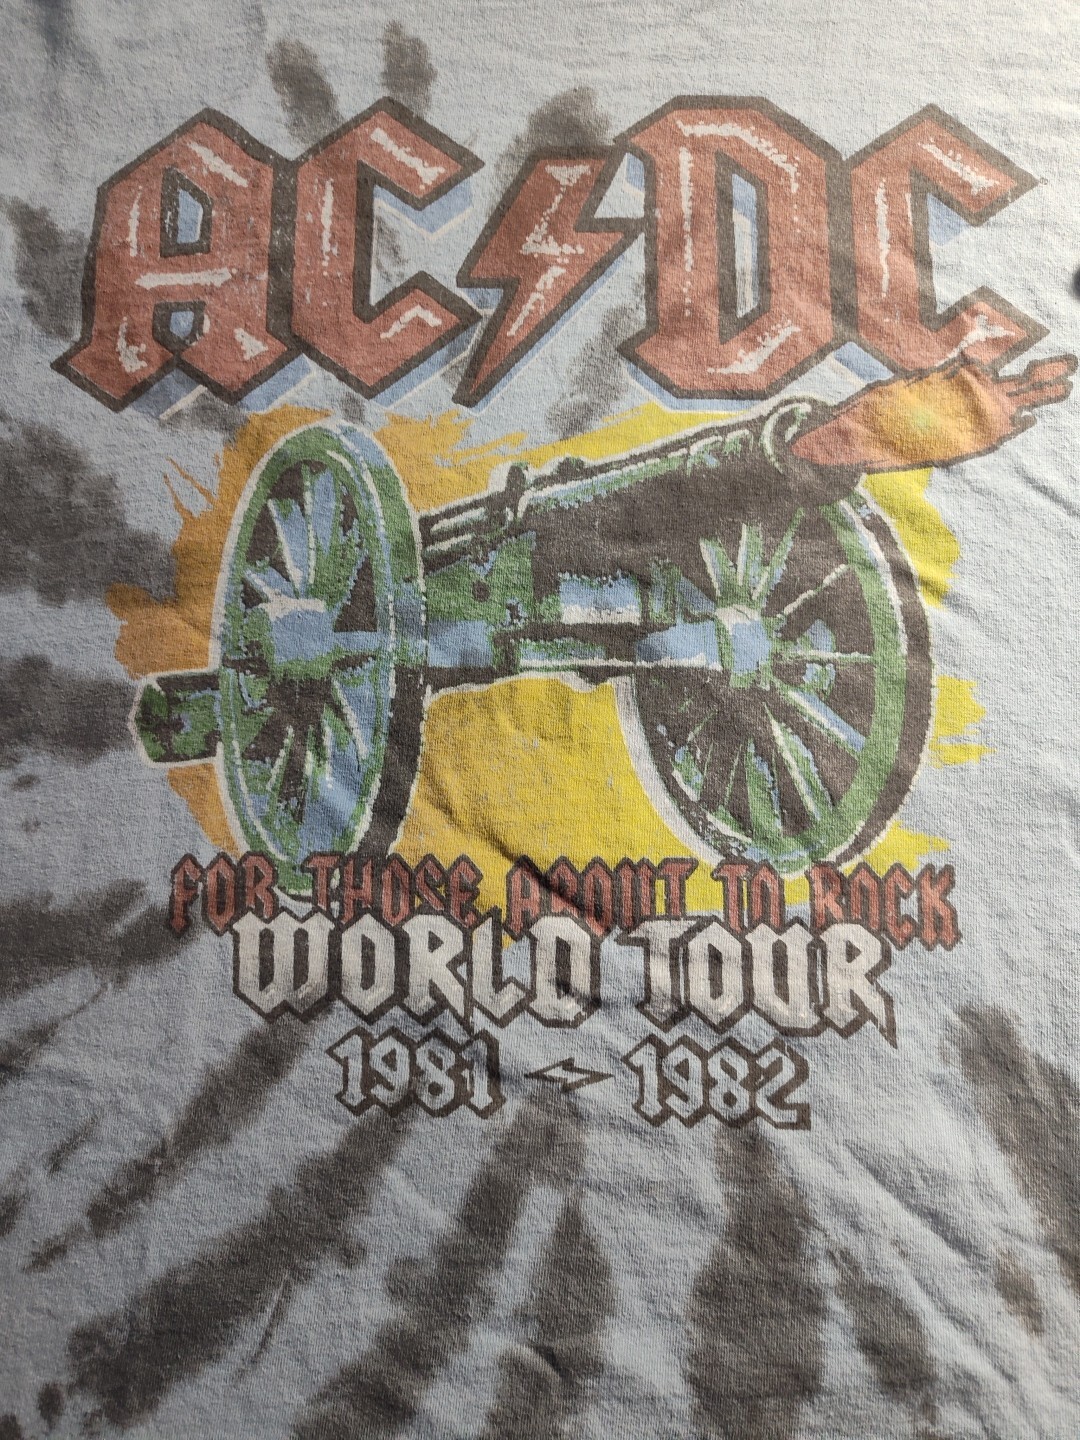 AC⚡DC
FOR THOSE ABOUT TO ROCK
WORLD TOUR
1981 ⚡ 1982